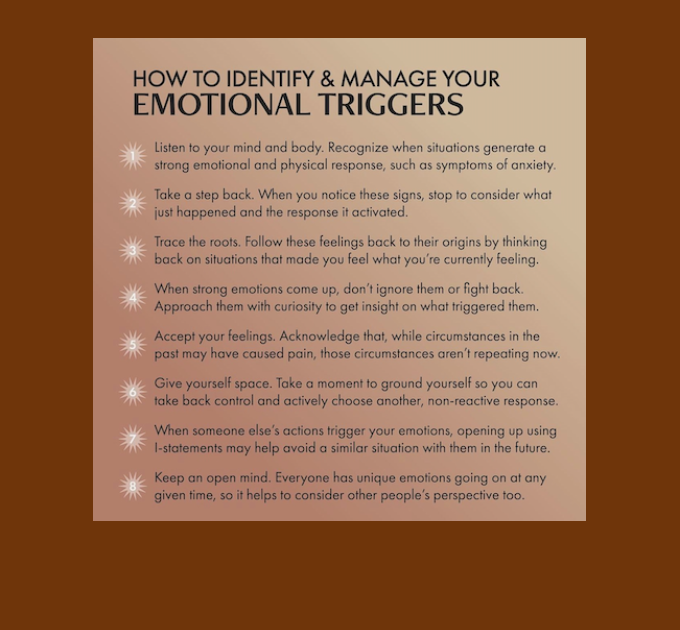 HOW TO IDENTIFY & MANAGE YOUR
EMOTIONAL TRIGGERS
1
Listen to your mind and body. Recognize when situations generate a
strong emotional and physical response, such as symptoms of anxiety.
2
Take a step back. When you notice these signs, stop to consider what
just happened and the response it activated.
3
Trace the roots. Follow these feelings back to their origins by thinking
back on situations that made you feel what you're currently feeling.
4
When strong emotions come up, don't ignore them or fight back.
Approach them with curiosity to get insight on what triggered them.
5
Accept your feelings. Acknowledge that, while circumstances in the
past may have caused pain, those circumstances aren't repeating now.
6
Give yourself space. Take a moment to ground yourself so you can
take back control and actively choose another, non-reactive response.
7
When someone else's actions trigger your emotions, opening up using
I-statements may help avoid a similar situation with them in the future.
8
Keep an open mind. Everyone has unique emotions going on at any
given time, so it helps to consider other people's perspective too.